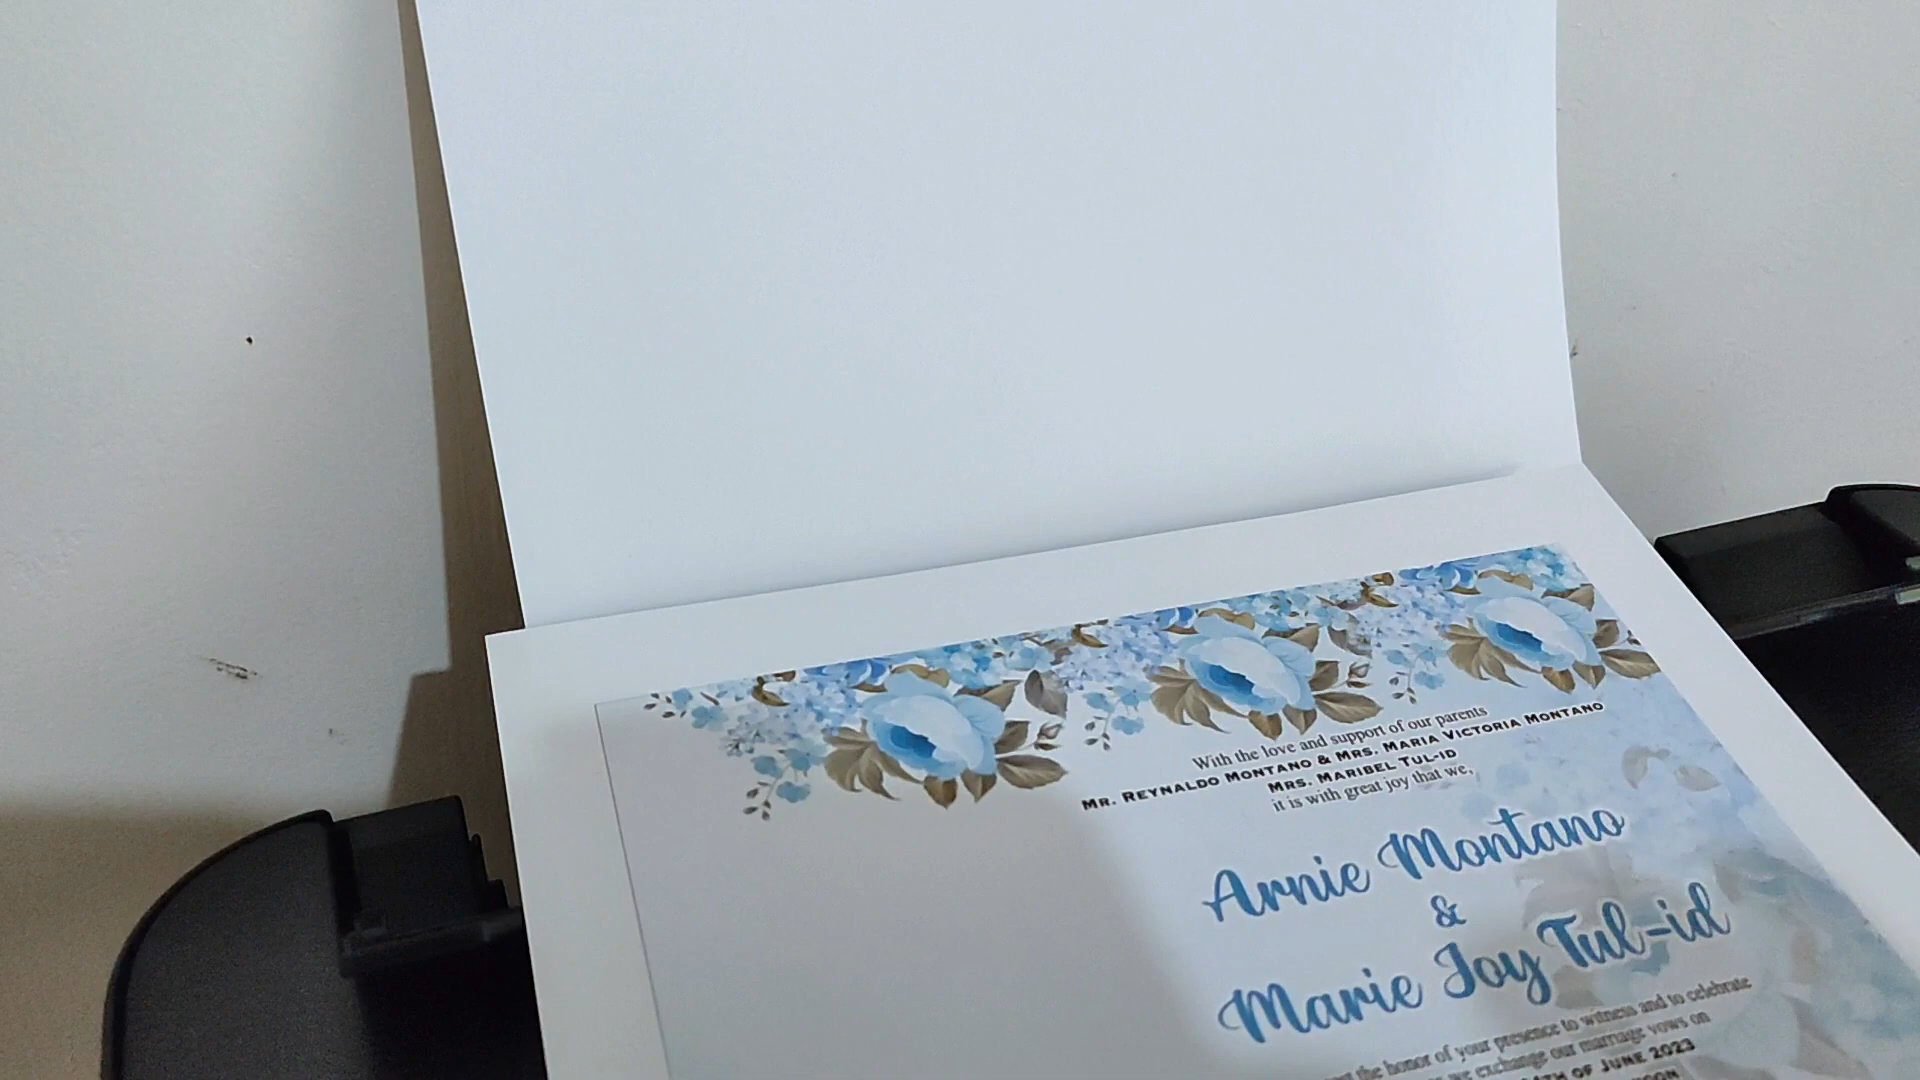 With the love and support of our parents
MR. REYNALDO MONTANO & MRS. MARIA VICTORIA MONTANO
MRS. MARIBEL TUL-ID
it is with great joy that we,
Arnie Montano
&
Marie Joy Tul-id
the honor of your presence to witness and to celebrate
we exchange our marriage vows on
OF JUNE 2023